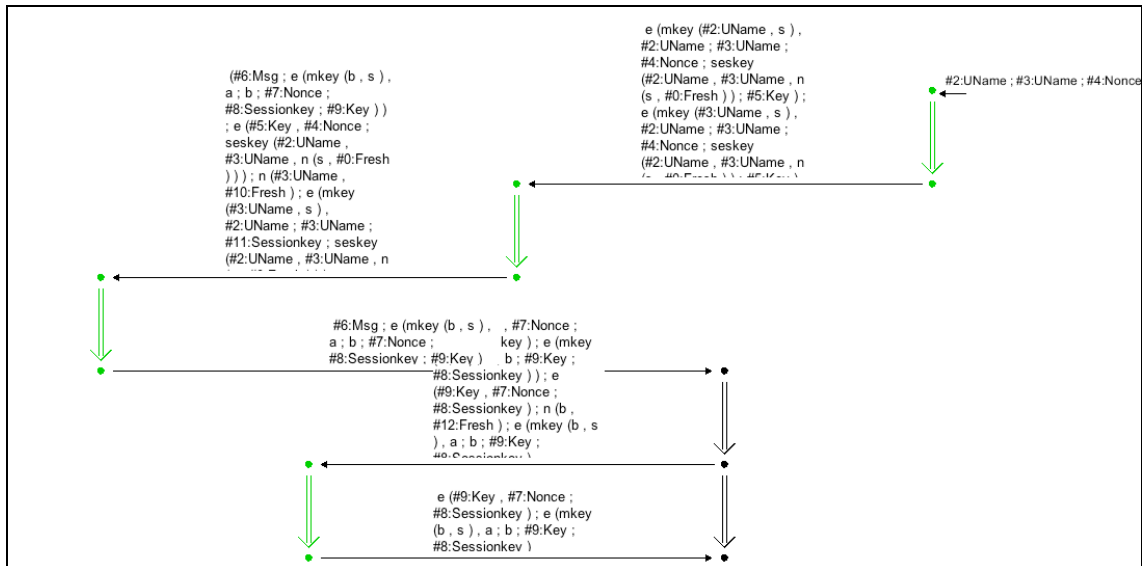 e (mkey (#2:UName , s ) ,
#2:UName ; #3:UName ;
#4:Nonce ; seskey
(#2:UName , #3:UName , n
(s , #0:Fresh ) ) ; #5:Key ) ;
e (mkey (#3:UName , s ) ,
#2:UName ; #3:UName ;
#4:Nonce ; seskey
(#2:UName , #3:UName , n
#2:UName ; #3:UName ; #4:Nonce
(#6:Msg ; e (mkey (b , s ) ,
a ; b ; #7:Nonce ;
#8:Sessionkey ; #9:Key ) )
; e (#5:Key , #4:Nonce ;
seskey (#2:UName ,
#3:UName , n (s , #0:Fresh
) ) ) ; n (#3:UName ,
#10:Fresh ) ; e (mkey
(#3:UName , s ) ,
#2:UName ; #3:UName ;
#11:Sessionkey ; seskey
(#2:UName , #3:UName , n
#6:Msg ; e (mkey (b , s ) ,
a ; b ; #7:Nonce ;
#8:Sessionkey ; #9:Key )
, #7:Nonce ;
key ) ; e (mkey
b ; #9:Key ;
#8:Sessionkey ) ) ; e
(#9:Key , #7:Nonce ;
#8:Sessionkey ) ; n (b ,
#12:Fresh ) ; e (mkey (b , s
) , a ; b ; #9:Key ;
#8:Sessionkey )
e (#9:Key , #7:Nonce ;
#8:Sessionkey ) ; e (mkey
(b , s ) , a ; b ; #9:Key ;
#8:Sessionkey )